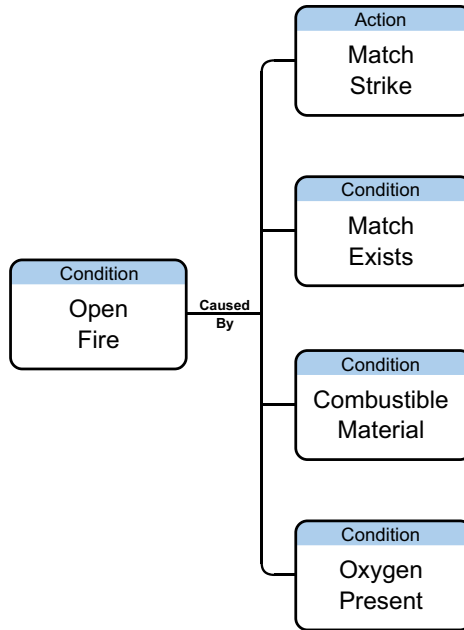 Action
Match
Strike
Condition
Match
Exists
Condition
Open
Fire
Caused
By
Condition
Combustible
Material
Condition
Oxygen
Present